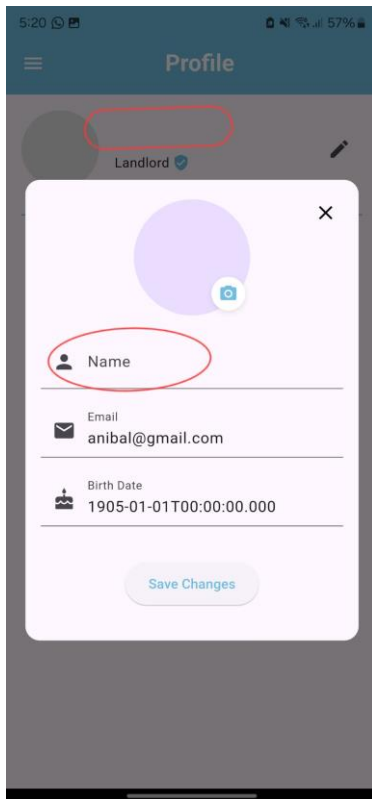 5:20 57%
Profile
Landlord
Name
Email
anibal@gmail.com
Birth Date
1905-01-01T00:00:00.000
Save Changes